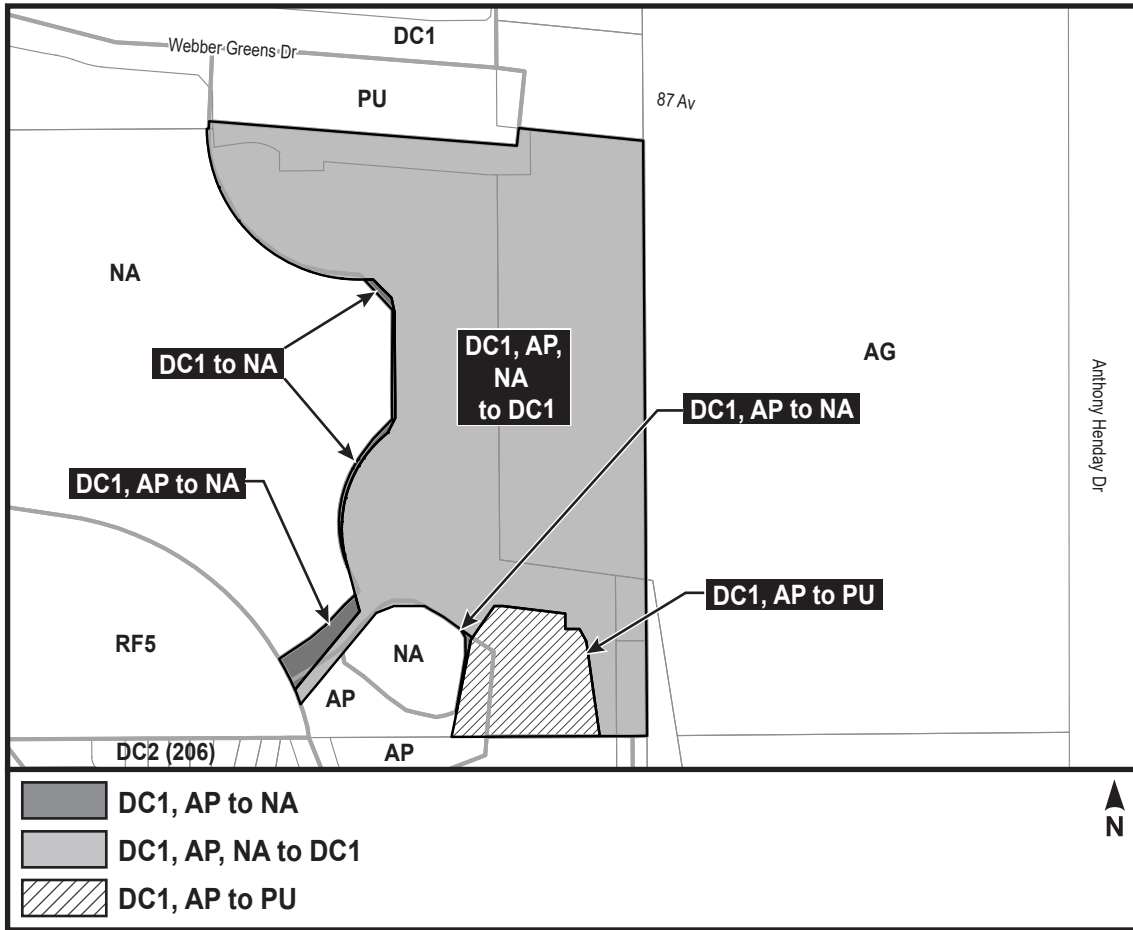 DC1
Webber Greens Dr
PU
87 Av
NA
DC1 to NA
DC1, AP,
NA
to DC1
AG
DC1, AP to NA
Anthony Henday Dr
DC1, AP to NA
DC1, AP to PU
RF5
NA
AP
DC2 (206)
AP
DC1, AP to NA
DC1, AP, NA to DC1
DC1, AP to PU
N